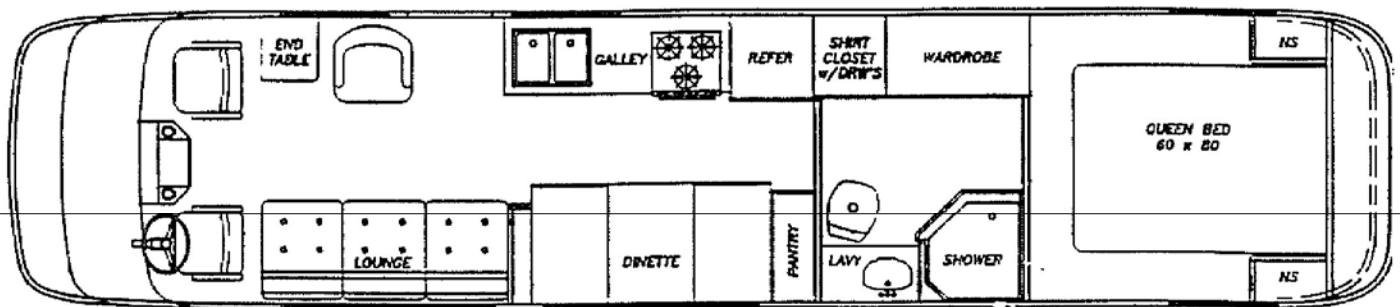 END
TABLE
GALLEY
REFER
SHIRT
CLOSET
w/DRW'S
WARDROBE
NS
QUEEN BED
60 x 80
LOUNGE
DINETTE
PANTRY
LAVY
SHOWER
NS